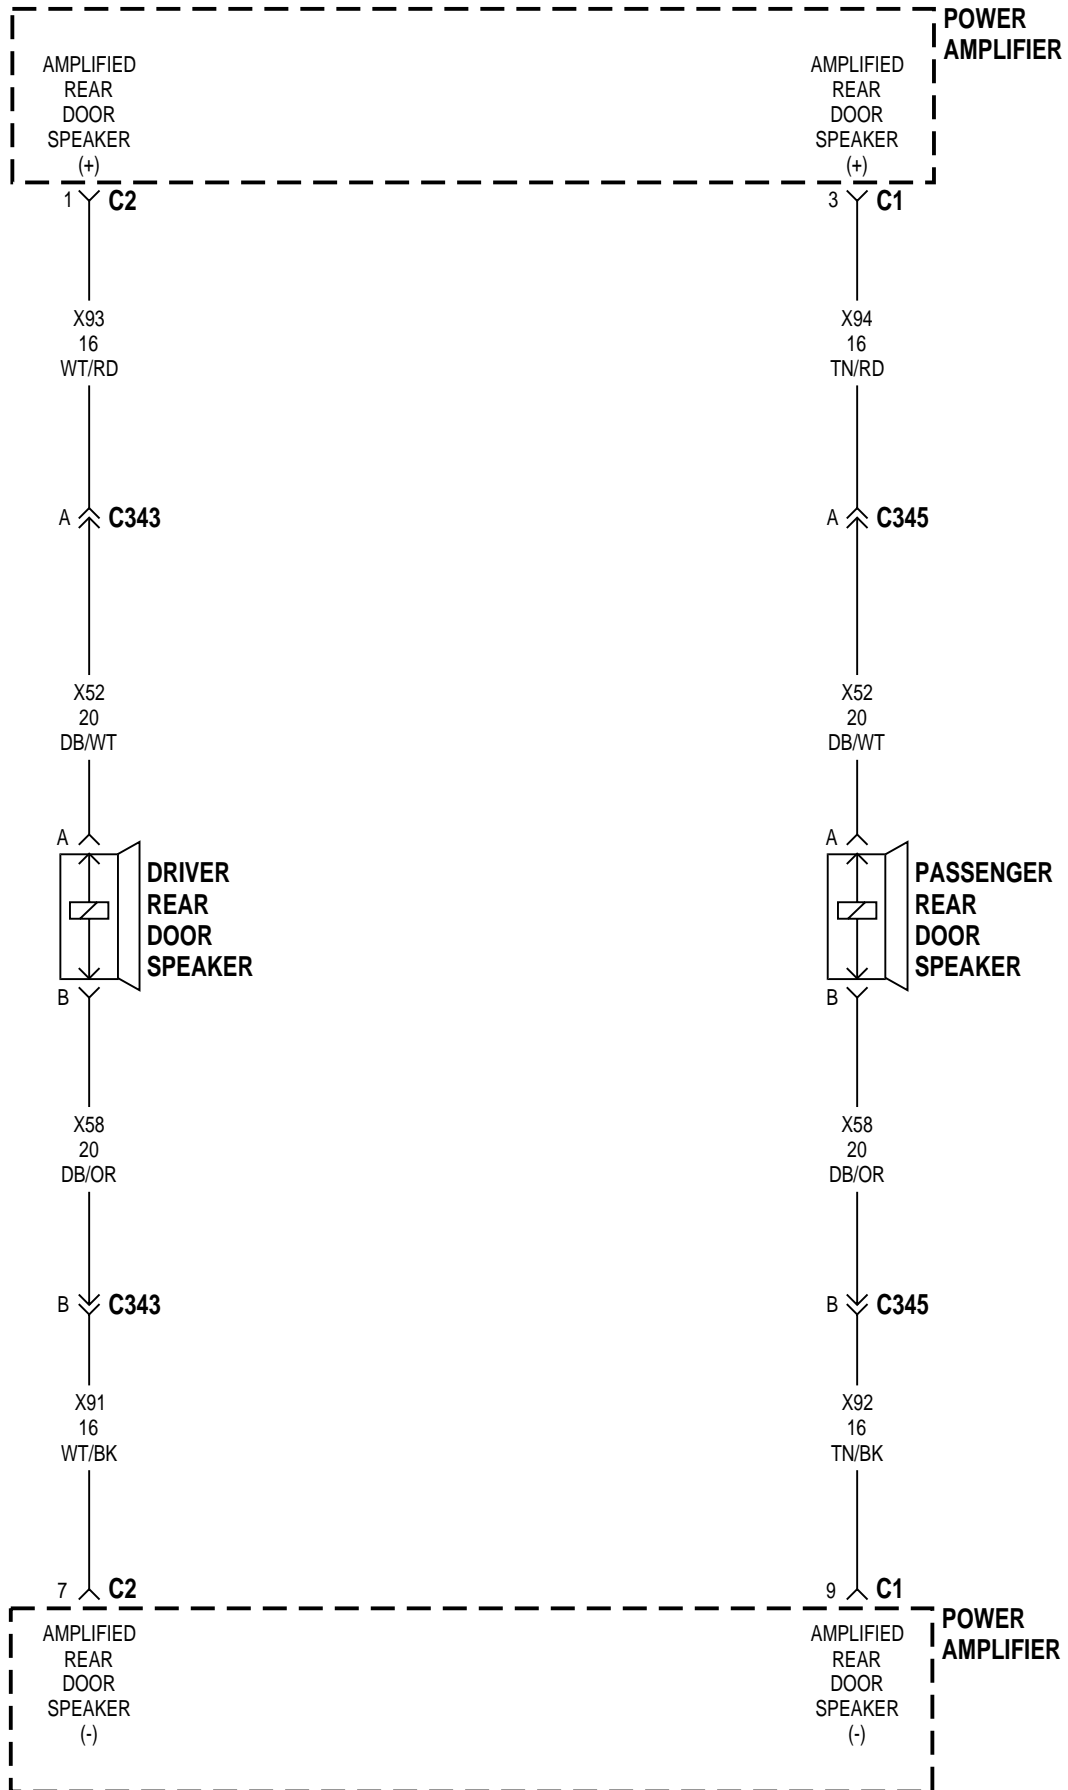 POWER
AMPLIFIER
AMPLIFIED
REAR
DOOR
SPEAKER
(+)
AMPLIFIED
REAR
DOOR
SPEAKER
(+)
1 C2
3 C1
X93
16
WT/RD
X94
16
TN/RD
A C343
A C345
X52
20
DB/WT
X52
20
DB/WT
A
DRIVER
REAR
DOOR
SPEAKER
B
A
PASSENGER
REAR
DOOR
SPEAKER
B
X58
20
DB/OR
X58
20
DB/OR
B C343
B C345
X91
16
WT/BK
X92
16
TN/BK
7 C2
9 C1
POWER
AMPLIFIER
AMPLIFIED
REAR
DOOR
SPEAKER
(-)
AMPLIFIED
REAR
DOOR
SPEAKER
(-)